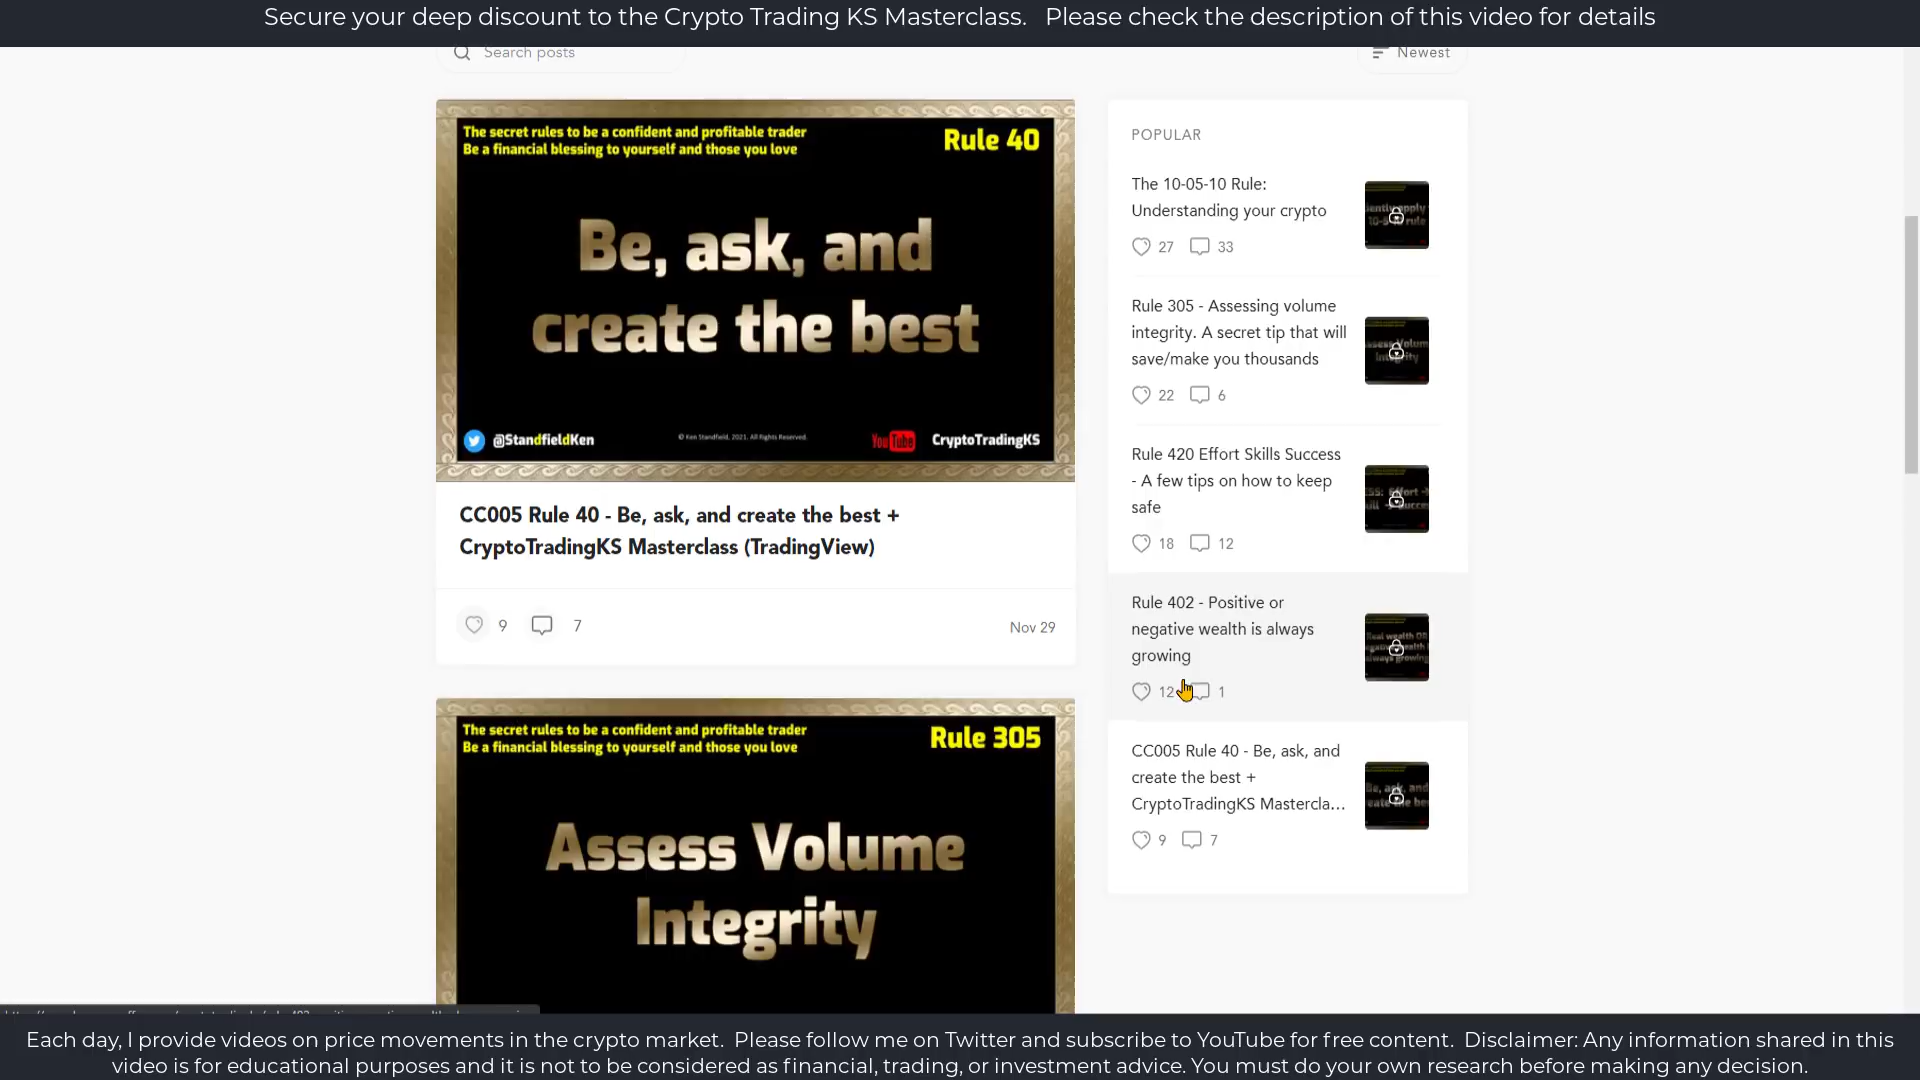 Secure your deep discount to the Crypto Trading KS Masterclass. Please check the description of this video for details
Search posts
Newest
The secret rules to be a confident and profitable trader
Be a financial blessing to yourself and those you love
Rule 40
Be, ask, and
create the best
@StandfieldKen
© Ken Standfield, 2021. All Rights Reserved.
YouTube
CryptoTradingKS
CC005 Rule 40 - Be, ask, and create the best +
CryptoTradingKS Masterclass (TradingView)
9
7
Nov 29
The secret rules to be a confident and profitable trader
Be a financial blessing to yourself and those you love
Rule 305
Assess Volume
Integrity
POPULAR
The 10-05-10 Rule:
Understanding your crypto
27
33
Rule 305 - Assessing volume
integrity. A secret tip that will
save/make you thousands
22
6
Rule 420 Effort Skills Success
- A few tips on how to keep
safe
18
12
Rule 402 - Positive or
negative wealth is always
growing
12
1
CC005 Rule 40 - Be, ask, and
create the best +
CryptoTradingKS Mastercla...
9
7
Each day, I provide videos on price movements in the crypto market. Please follow me on Twitter and subscribe to YouTube for free content. Disclaimer: Any information shared in this
video is for educational purposes and it is not to be considered as financial, trading, or investment advice. You must do your own research before making any decision.